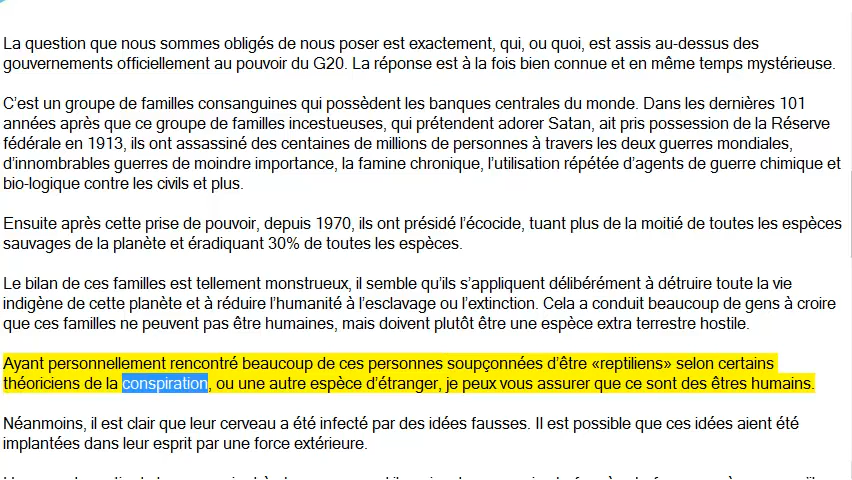 La question que nous sommes obligés de nous poser est exactement, qui, ou quoi, est assis au-dessus des
gouvernements officiellement au pouvoir du G20. La réponse est à la fois bien connue et en même temps mystérieuse.
C’est un groupe de familles consanguines qui possèdent les banques centrales du monde. Dans les dernières 101
années après que ce groupe de familles incestueuses, qui prétendent adorer Satan, ait pris possession de la Réserve
fédérale en 1913, ils ont assassiné des centaines de millions de personnes à travers les deux guerres mondiales,
d’innombrables guerres de moindre importance, la famine chronique, l’utilisation répétée d’agents de guerre chimique et
bio-logique contre les civils et plus.
Ensuite après cette prise de pouvoir, depuis 1970, ils ont présidé l’écocide, tuant plus de la moitié de toutes les espèces
sauvages de la planète et éradiquant 30% de toutes les espèces.
Le bilan de ces familles est tellement monstrueux, il semble qu’ils s’appliquent délibérément à détruire toute la vie
indigène de cette planète et à réduire l’humanité à l’esclavage ou l’extinction. Cela a conduit beaucoup de gens à croire
que ces familles ne peuvent pas être humaines, mais doivent plutôt être une espèce extra terrestre hostile.
Ayant personnellement rencontré beaucoup de ces personnes soupçonnées d’être «reptiliens» selon certains
théoriciens de la conspiration, ou une autre espèce d’étranger, je peux vous assurer que ce sont des êtres humains.
Néanmoins, il est clair que leur cerveau a été infecté par des idées fausses. Il est possible que ces idées aient été
implantées dans leur esprit par une force extérieure.